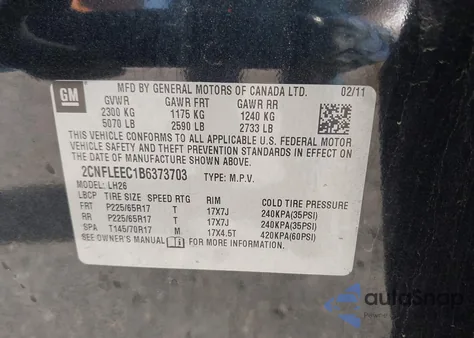 GM
MFD BY GENERAL MOTORS OF CANADA LTD. 02/11
GVWR GAWR FRT GAWR RR
2300 KG 1175 KG 1240 KG
5070 LB 2590 LB 2733 LB
THIS VEHICLE CONFORMS TO ALL APPLICABLE U.S. FEDERAL MOTOR
VEHICLE SAFETY AND THEFT PREVENTION STANDARDS IN EFFECT
ON THE DATE OF MANUFACTURE SHOWN ABOVE.
2CNFLEEC1B6373703 TYPE: M.P.V.
MODEL: LH26
LBCP TIRE SIZE SPEED RTG RIM COLD TIRE PRESSURE
FRT P225/65R17 T 17X7J 240KPA(35PSI)
RR P225/65R17 T 17X7J 240KPA(35PSI)
SPA T145/70R17 M 17X4.5T 420KPA(60PSI)
SEE OWNER'S MANUAL FOR MORE INFORMATION.
autoSnap